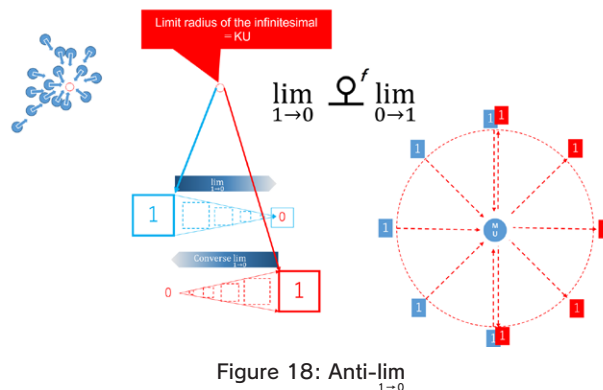 Limit radius of the infinitesimal
=KU
lim
1→0
f
lim
0→1
lim
1→0
1
0
Converse lim
1→0
0
1
1
1
1
1
1
M
U
1
1
1
1
1
Figure 18: Anti-lim
1→0